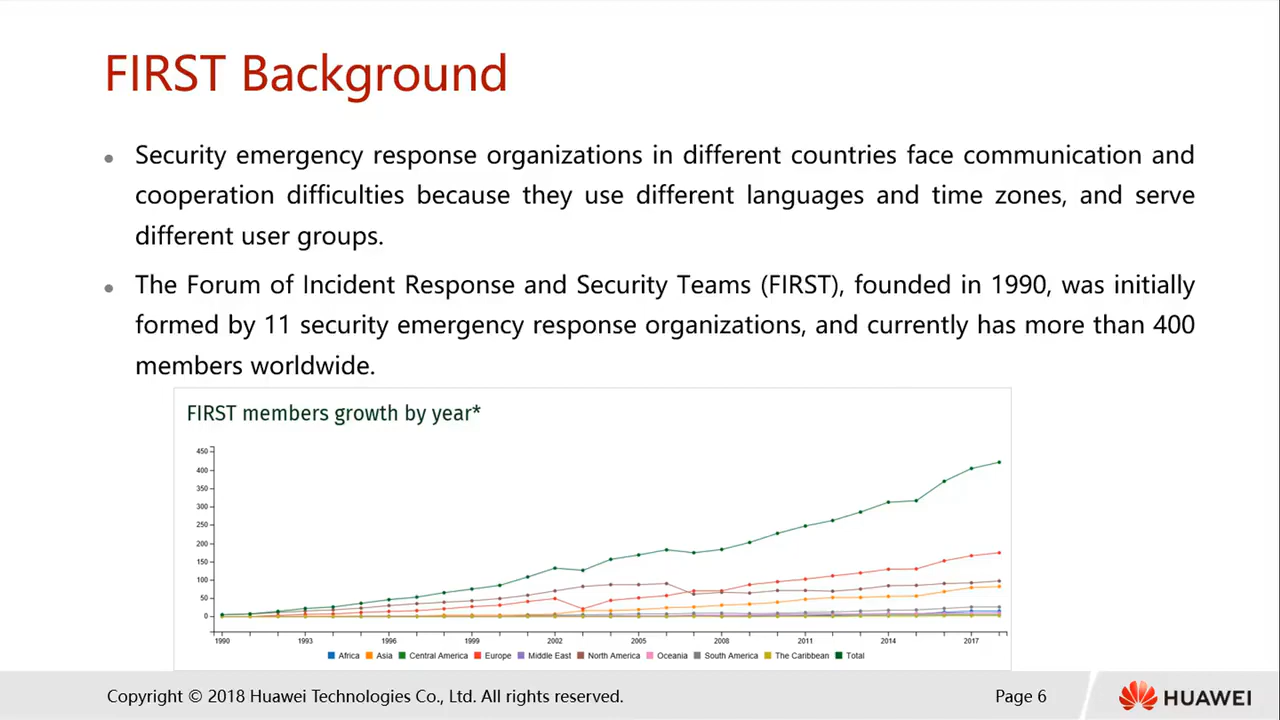 FIRST Background
Security emergency response organizations in different countries face communication and
cooperation difficulties because they use different languages and time zones, and serve
different user groups.
The Forum of Incident Response and Security Teams (FIRST), founded in 1990, was initially
formed by 11 security emergency response organizations, and currently has more than 400
members worldwide.
FIRST members growth by year*
450
400
350
300
250
200
150
100
50
0
1990 1993 1996 1999 2002 2005 2008 2011 2014 2017
Africa Asia Central America Europe Middle East North America Oceania South America The Caribbean Total
Copyright © 2018 Huawei Technologies Co., Ltd. All rights reserved. Page 6 HUAWEI